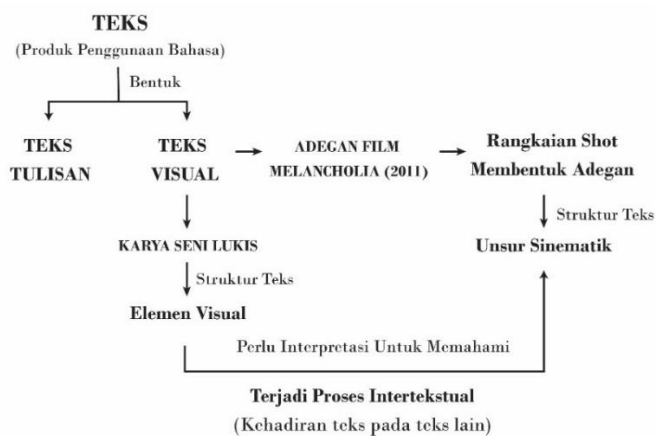 TEKS
(Produk Penggunaan Bahasa)
Bentuk
TEKS
TULISAN
TEKS
VISUAL
ADEGAN FILM
MELANCHOLIA (2011)
Rangkaian Shot
Membentuk Adegan
Struktur Teks
KARYA SENI LUKIS
Unsur Sinematik
Struktur Teks
Elemen Visual
Perlu Interpretasi Untuk Memahami
Terjadi Proses Intertekstual
(Kehadiran teks pada teks lain)